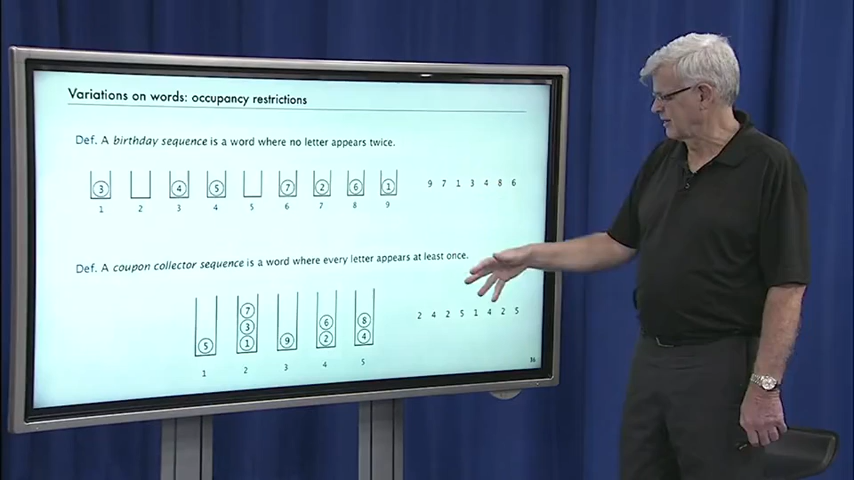 Variations on words: occupancy restrictions
Def. A birthday sequence is a word where no letter appears twice.
3 4 5 7 2 6 1
1 2 3 4 5 6 7 8 9
9 7 1 3 4 8 6
Def. A coupon collector sequence is a word where every letter appears at least once.
7
3 6 8
5 1 9 2 4
1 2 3 4 5
2 4 2 5 1 4 2 5
36